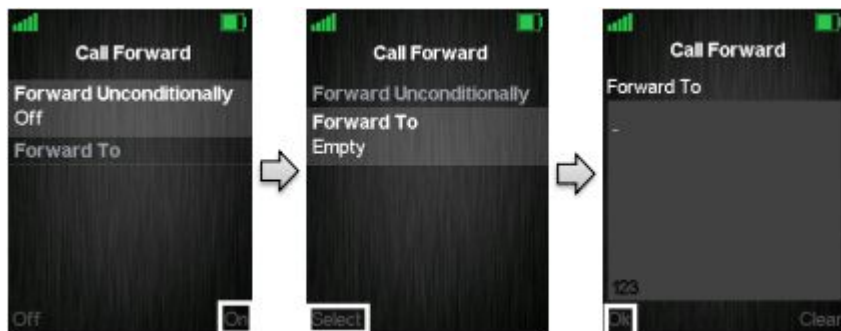 Call Forward
Forward Unconditionally
Off
Forward To
Off
On
Call Forward
Forward Unconditionally
Forward To
Empty
Select
Call Forward
Forward To
_
123
Ok
Clear